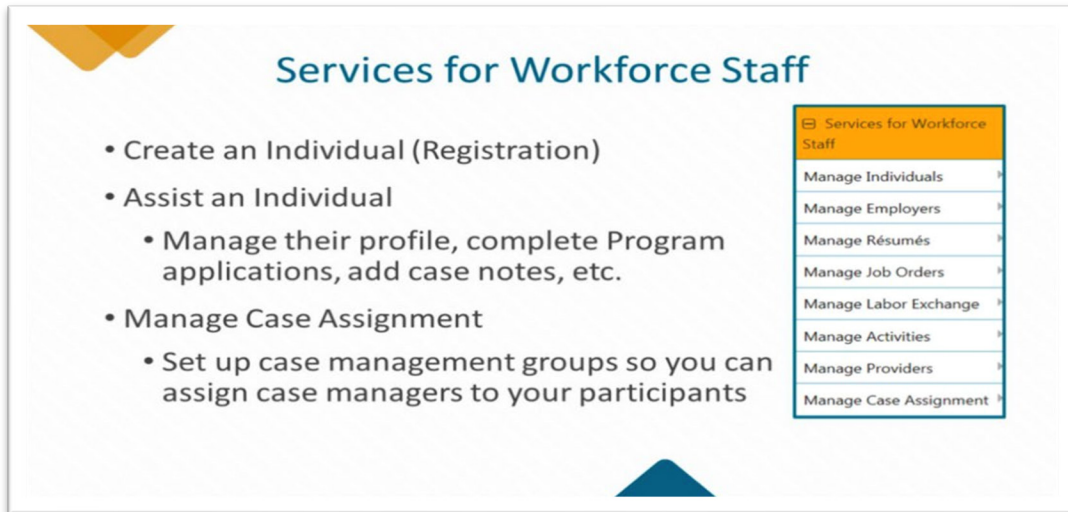 Services for Workforce Staff
• Create an Individual (Registration)
• Assist an Individual
• Manage their profile, complete Program
applications, add case notes, etc.
• Manage Case Assignment
• Set up case management groups so you can
assign case managers to your participants
Services for Workforce
Staff
Manage Individuals
Manage Employers
Manage Résumés
Manage Job Orders
Manage Labor Exchange
Manage Activities
Manage Providers
Manage Case Assignment